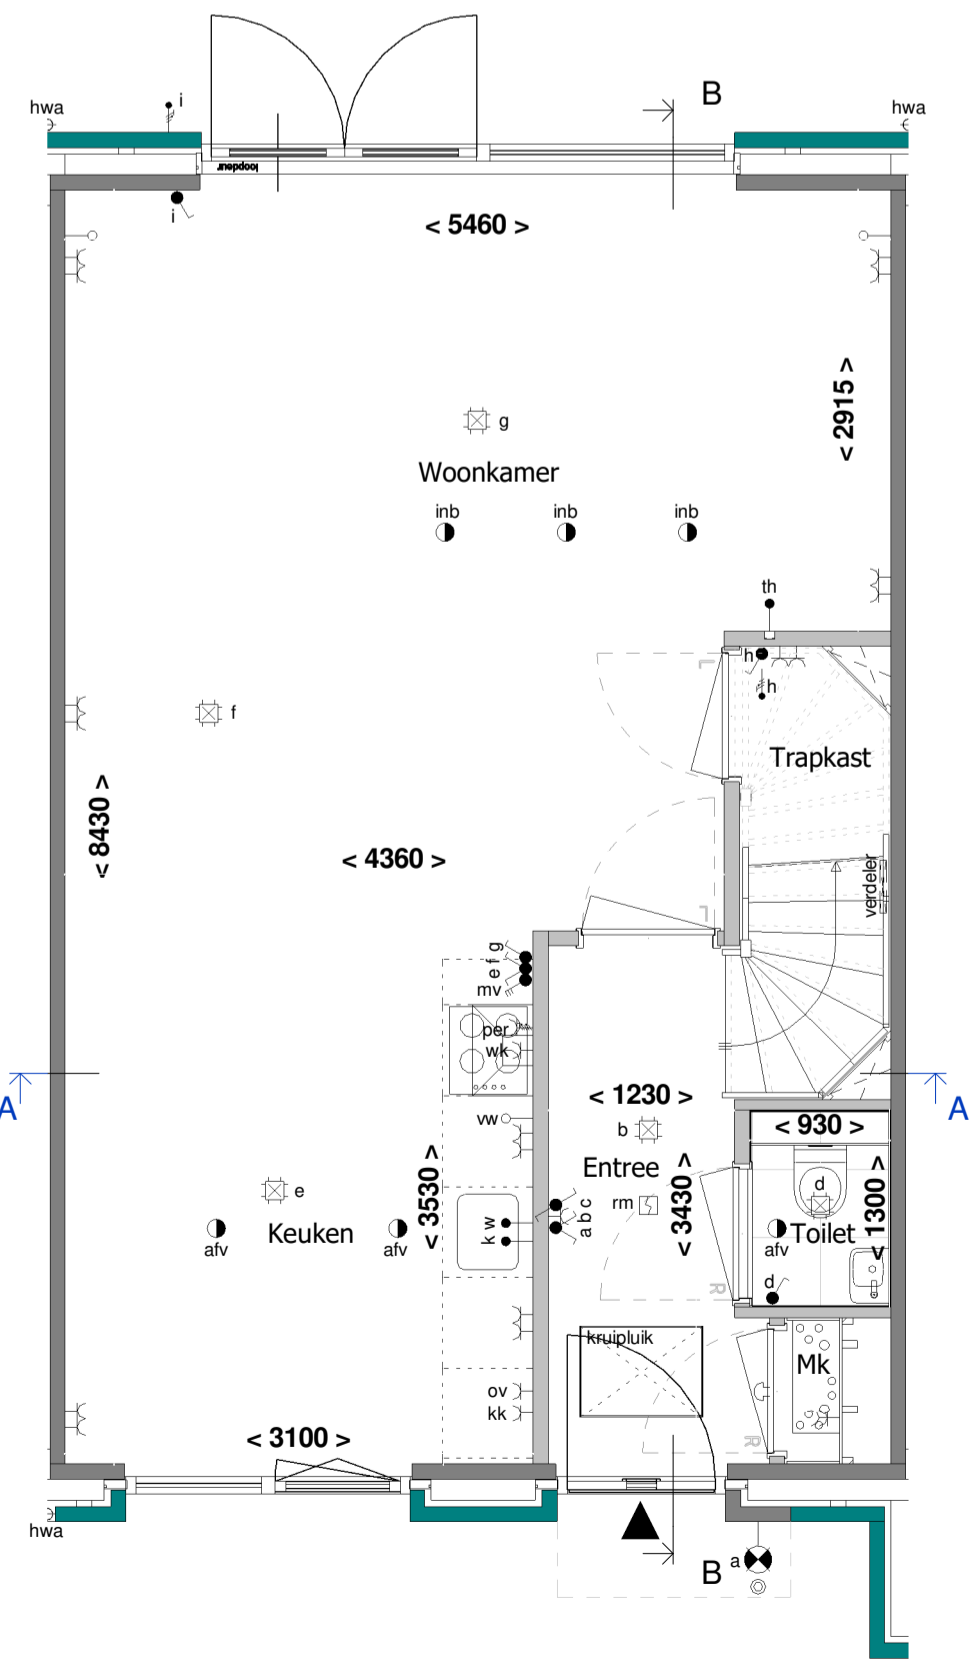 B
hwa
i
hwa
loopdeur
i
< 5460 >
< 2915 >
g
Woonkamer
inb
inb
inb
th
L
h
h
f
Trapkast
< 8430 >
< 4360 >
verdeler
L
e f g
mv
per
wk
A
A
< 1230 >
vw
b
< 930 >
Entree
e
< 3530 >
rm
a b c
< 3430 >
d
< 1300 >
afv
Keuken
afv
k w
afv
Toilet
d
R
kruipluik
Mk
ov
kk
< 3100 >
R
hwa
B
a